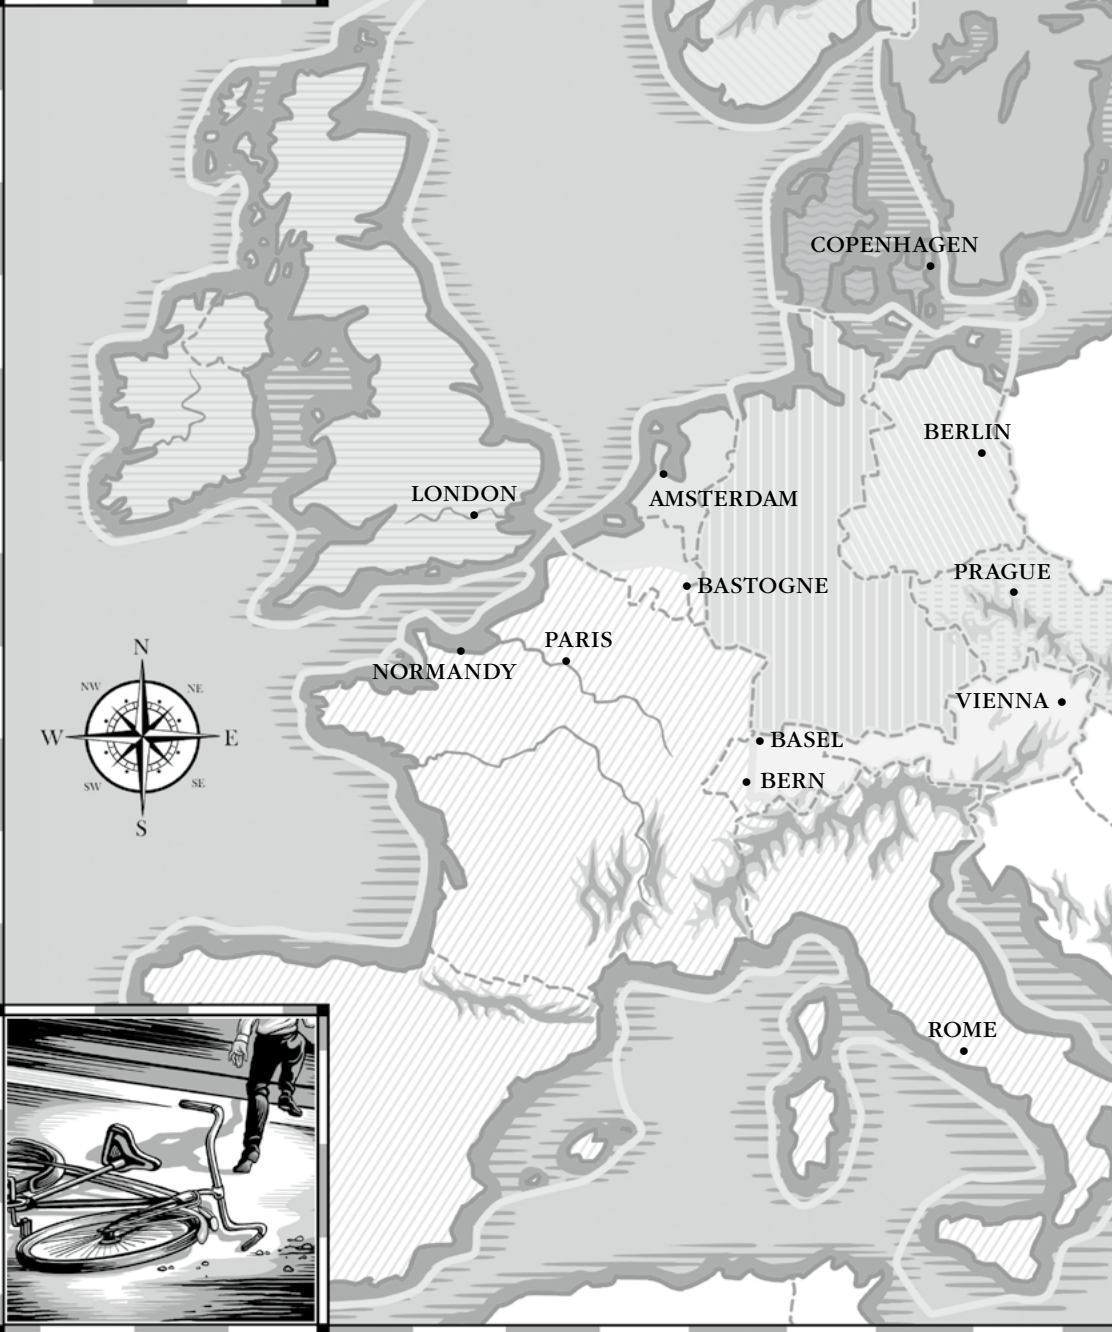 COPENHAGEN
BERLIN
LONDON
AMSTERDAM
PRAGUE
BASTOGNE
PARIS
NORMANDY
N
NW
NE
W
E
SW
SE
S
VIENNA
BASEL
BERN
ROME